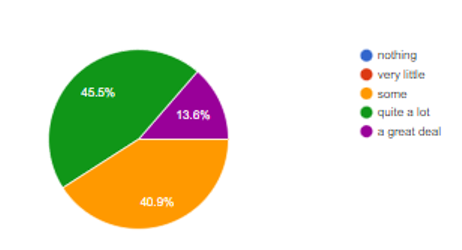 nothing
45.5%
very little
some
13.6%
quite a lot
a great deal
40.9%